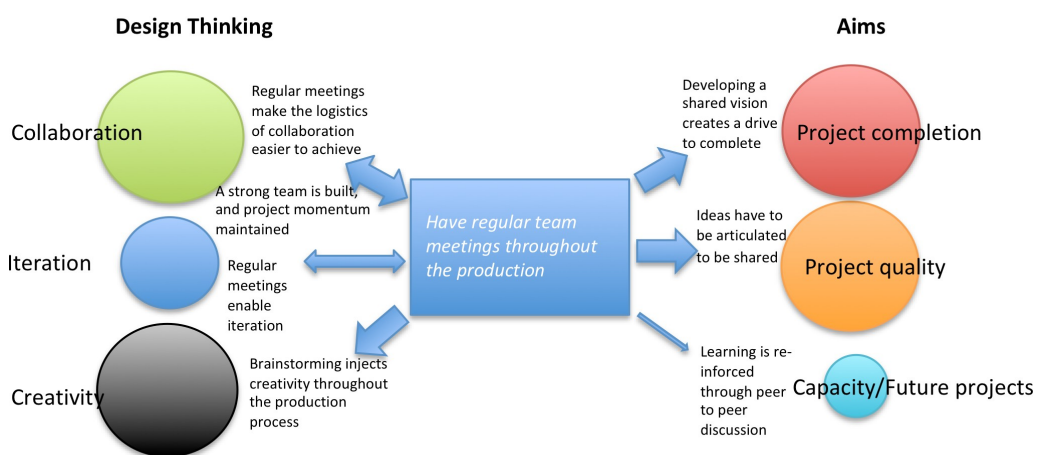 Design Thinking
Aims
Collaboration
Regular meetings
make the logistics
of collaboration
easier to achieve
A strong team is built,
and project momentum
maintained
Iteration
Regular
meetings
enable
iteration
Creativity
Brainstorming injects
creativity throughout
the production
process
Have regular team
meetings throughout
the production
Developing a
shared vision
creates a drive
to complete
Project completion
Ideas have to
be articulated
to be shared
Project quality
Learning is re-
inforced
through peer
to peer
discussion
Capacity/Future projects